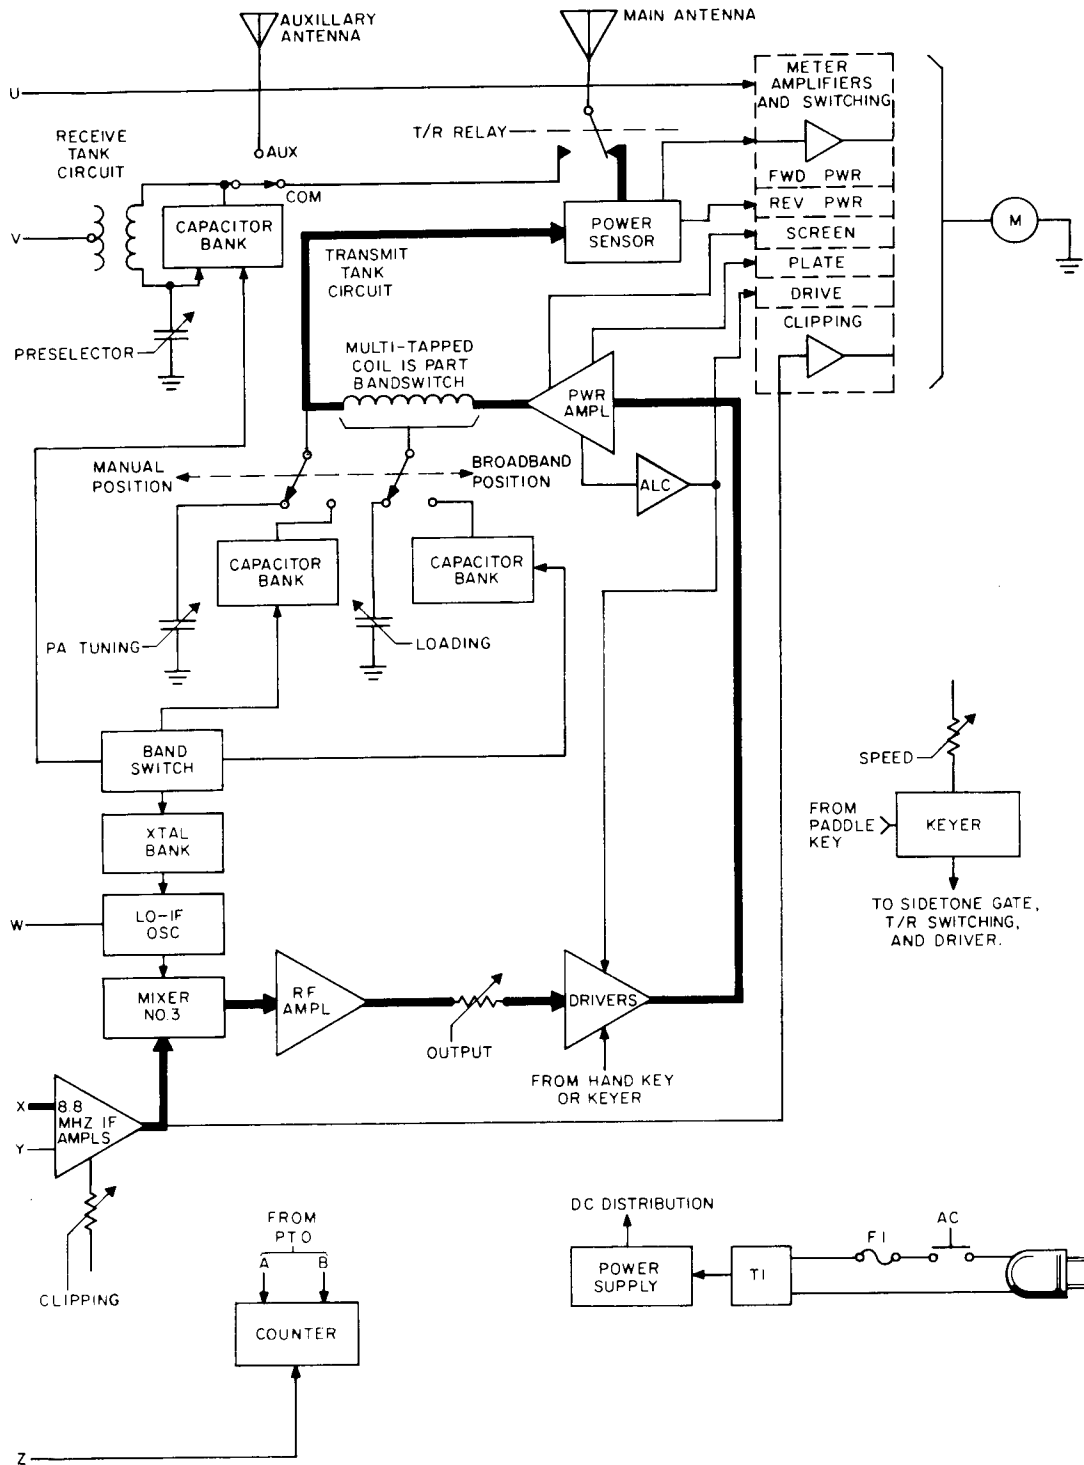 AUXILLARY
ANTENNA
MAIN ANTENNA
METER
AMPLIFIERS
AND SWITCHING
U
RECEIVE
TANK
CIRCUIT
T/R RELAY
AUX
COM
FWD PWR
REV PWR
SCREEN
PLATE
DRIVE
CLIPPING
M
V
CAPACITOR
BANK
POWER
SENSOR
TRANSMIT
TANK
CIRCUIT
PRESELECTOR
MULTI-TAPPED
COIL IS PART
BANDSWITCH
PWR
AMPL
MANUAL
POSITION
BROADBAND
POSITION
ALC
CAPACITOR
BANK
CAPACITOR
BANK
PA TUNING
LOADING
BAND
SWITCH
SPEED
XTAL
BANK
FROM
PADDLE
KEY
KEYER
W
LO-IF
OSC
TO SIDETONE GATE,
T/R SWITCHING,
AND DRIVER.
MIXER
NO.3
RF
AMPL
OUTPUT
DRIVERS
FROM HAND KEY
OR KEYER
X
8.8
MHZ IF
AMPLS
Y
CLIPPING
FROM
PTO
A B
COUNTER
DC DISTRIBUTION
POWER
SUPPLY
T1
F1
AC
Z